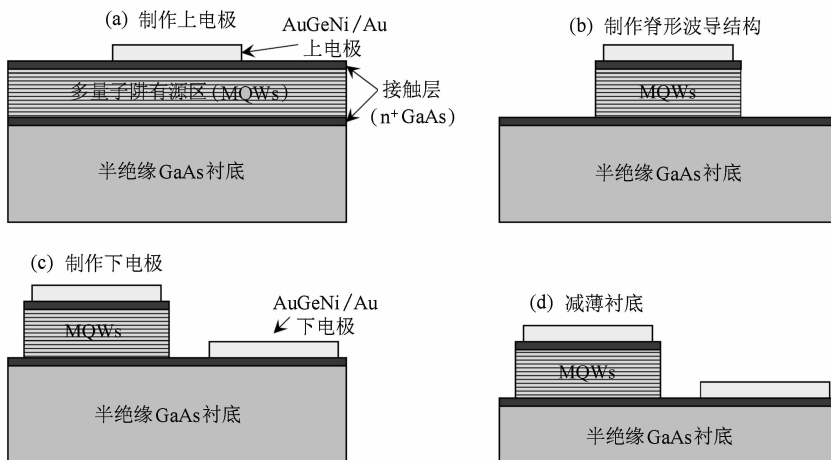 (a) 制作上电极
AuGeNi/Au
上电极
多量子阱有源区(MQWs)
接触层
(n⁺GaAs)
半绝缘GaAs衬底
(b) 制作脊形波导结构
MQWs
半绝缘GaAs衬底
(c) 制作下电极
MQWs
AuGeNi/Au
下电极
半绝缘GaAs衬底
(d) 减薄衬底
MQWs
半绝缘GaAs衬底